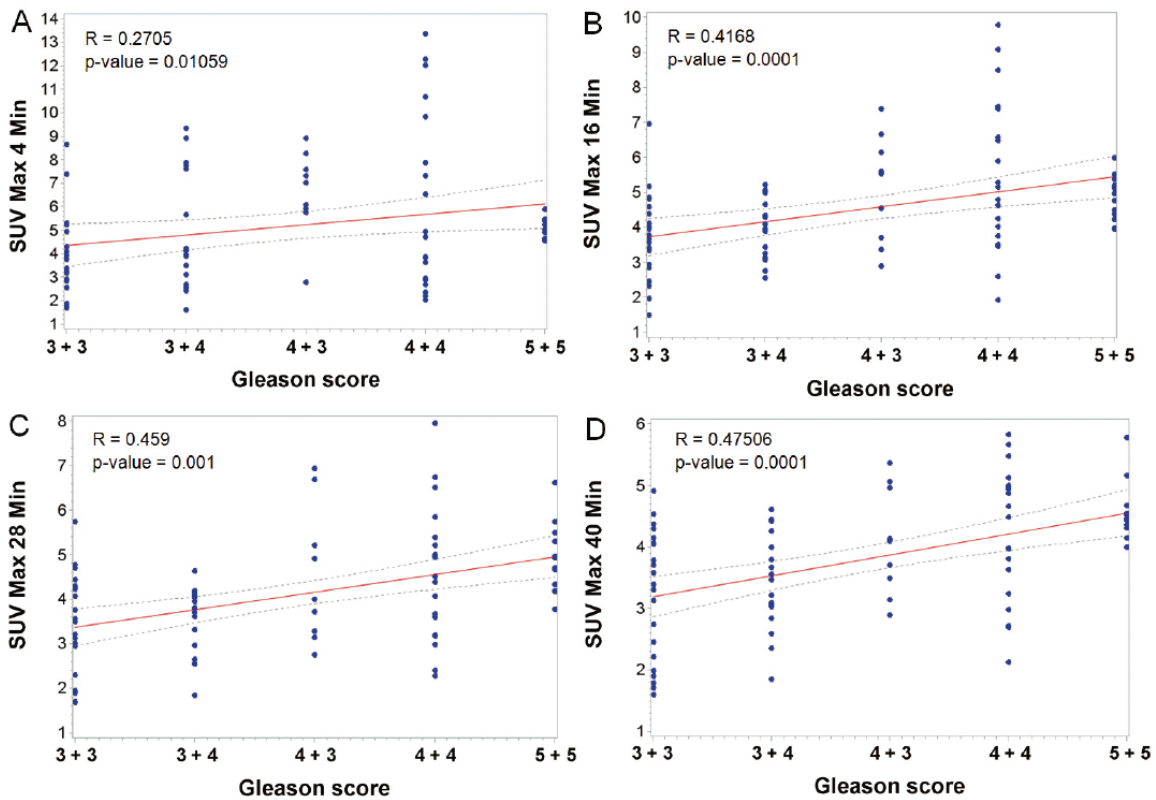 A
R = 0.2705
p-value = 0.01059
SUV Max 4 Min
14
13
12
11
10
9
8
7
6
5
4
3
2
1
3 + 3
3 + 4
4 + 3
4 + 4
5 + 5
Gleason score
B
R = 0.4168
p-value = 0.0001
SUV Max 16 Min
10
9
8
7
6
5
4
3
2
1
3 + 3
3 + 4
4 + 3
4 + 4
5 + 5
Gleason score
C
R = 0.459
p-value = 0.001
SUV Max 28 Min
8
7
6
5
4
3
2
1
3 + 3
3 + 4
4 + 3
4 + 4
5 + 5
Gleason score
D
R = 0.47506
p-value = 0.0001
SUV Max 40 Min
6
5
4
3
2
1
3 + 3
3 + 4
4 + 3
4 + 4
5 + 5
Gleason score